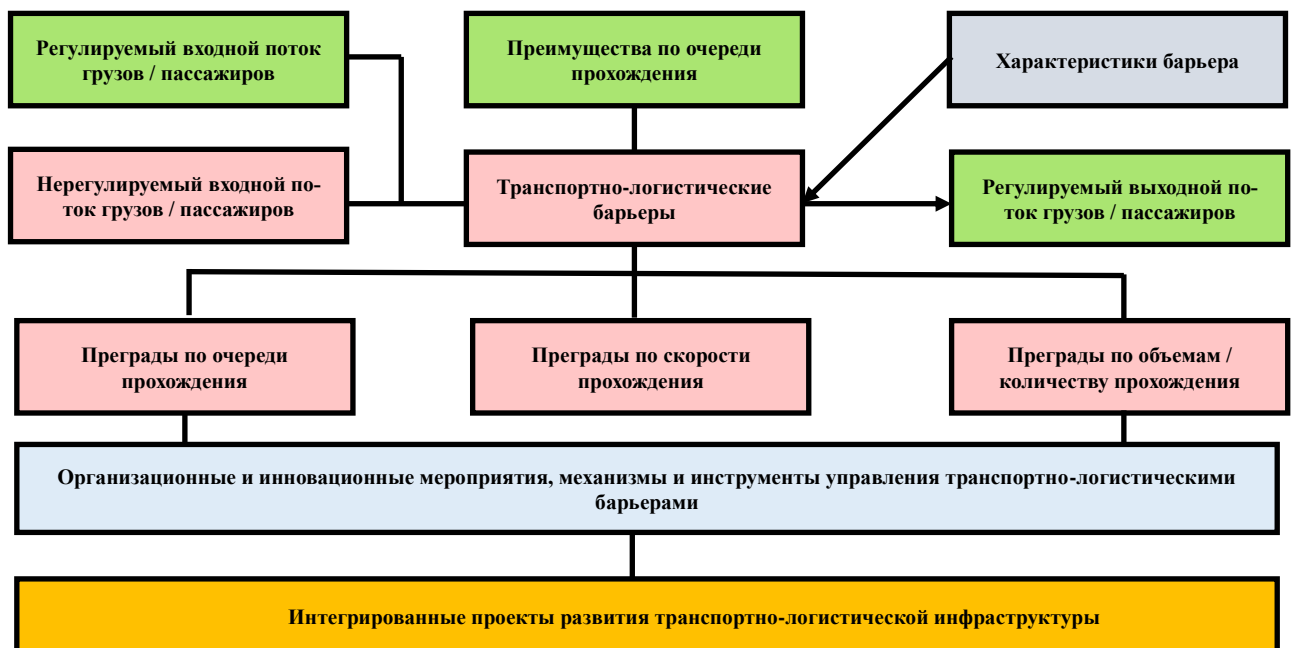 Регулируемый входной поток
грузов / пассажиров
Преимущества по очереди
прохождения
Характеристики барьера
Нерегулируемый входной по-
ток грузов / пассажиров
Транспортно-логистические
барьеры
Регулируемый выходной по-
ток грузов / пассажиров
Преграды по очереди
прохождения
Преграды по скорости
прохождения
Преграды по объемам /
количеству прохождения
Организационные и инновационные мероприятия, механизмы и инструменты управления транспортно-логистическими
барьерами
Интегрированные проекты развития транспортно-логистической инфраструктуры